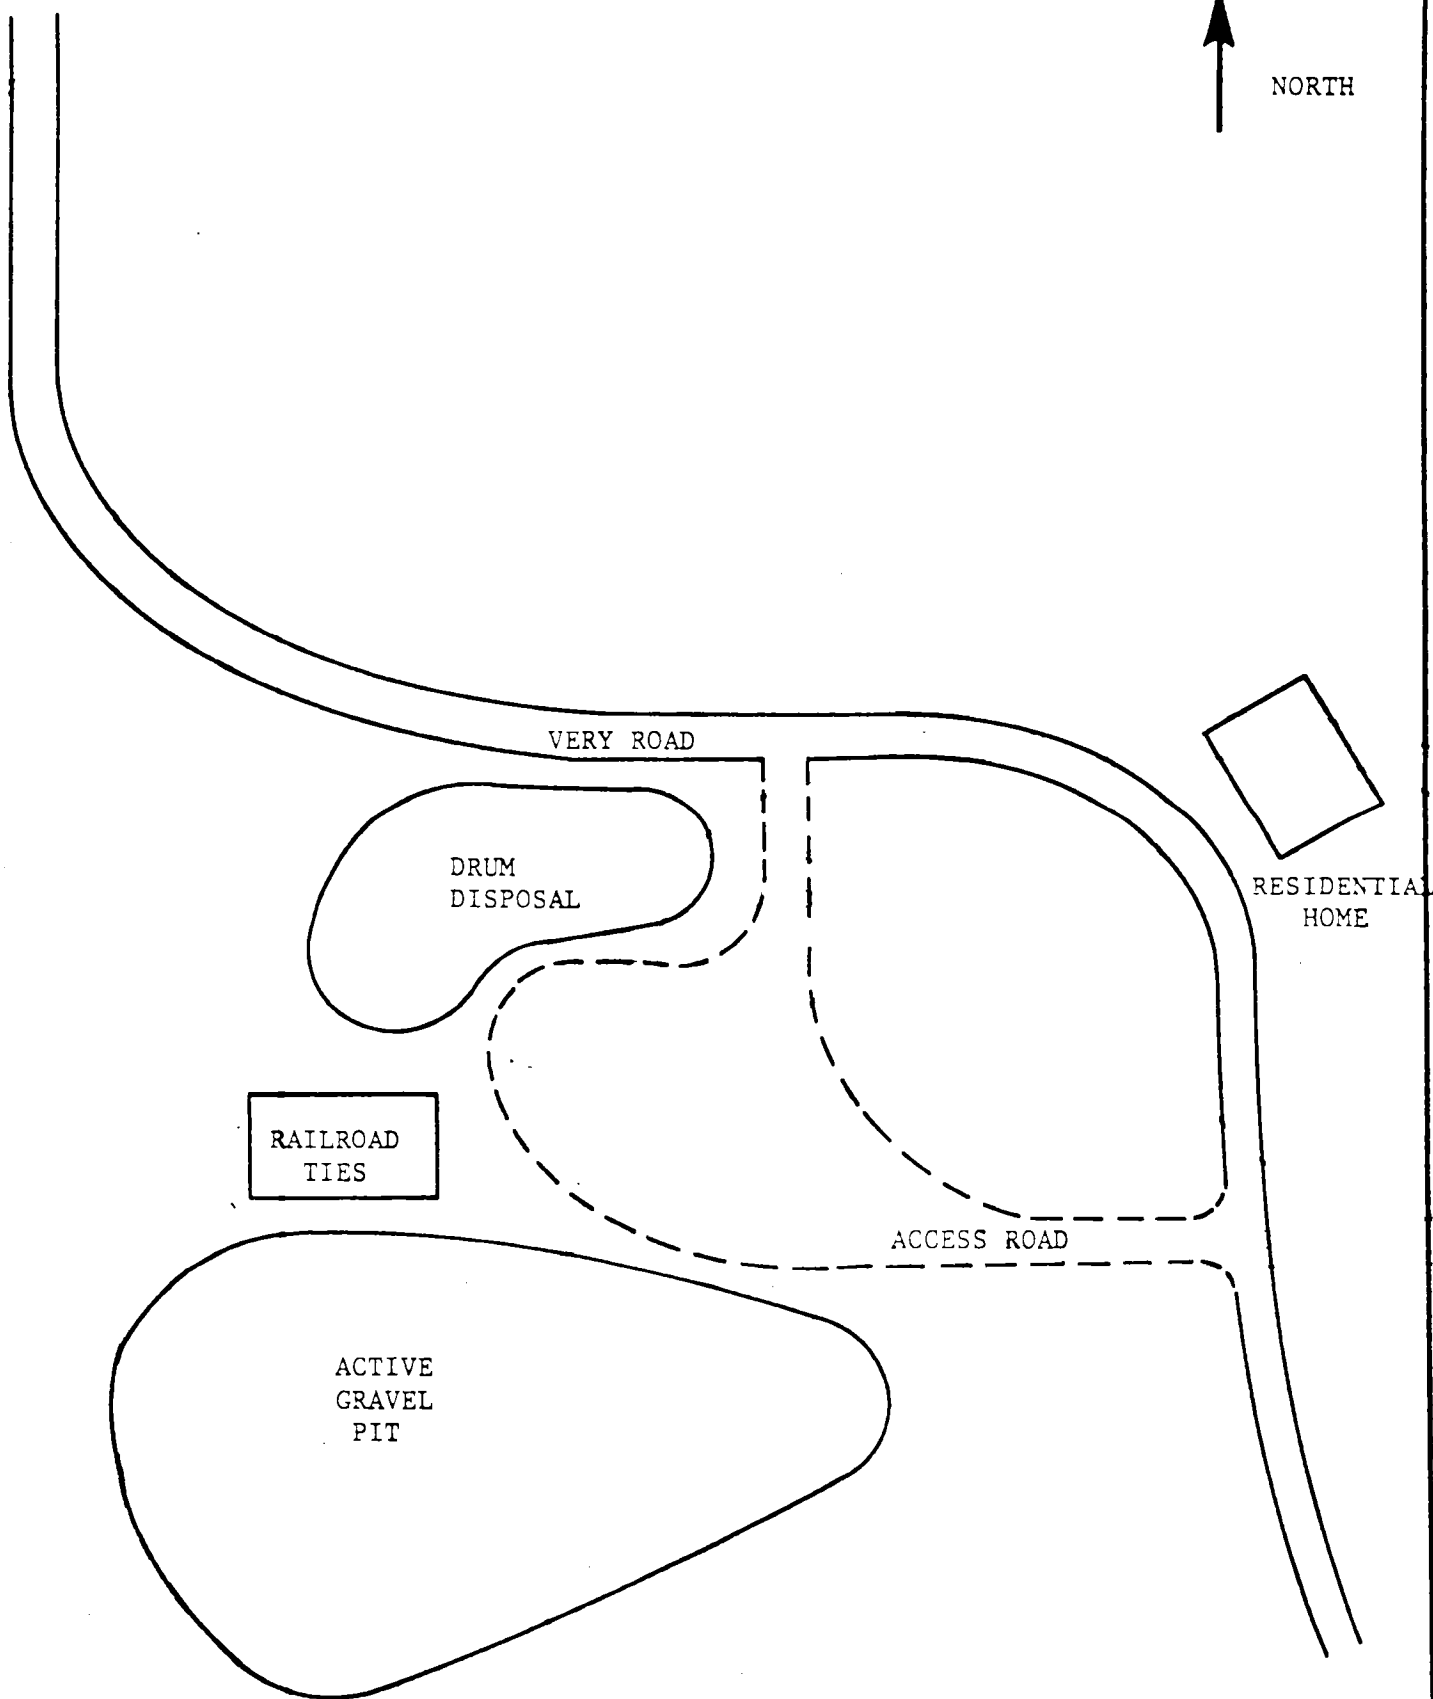 NORTH
VERY ROAD
DRUM
DISPOSAL
RESIDENTIAL
HOME
RAILROAD
TIES
ACCESS ROAD
ACTIVE
GRAVEL
PIT